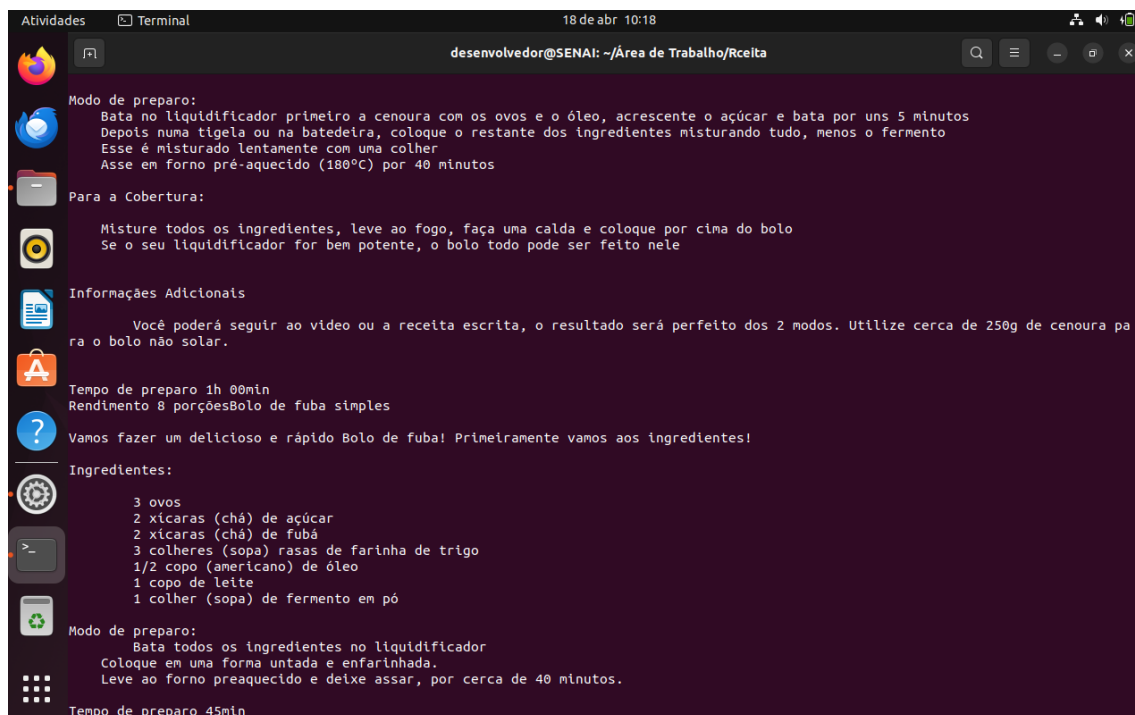 Atividades Terminal 18 de abr 10:18
desenvolvedor@SENAI: ~/Área de Trabalho/Rceita
Modo de preparo:
Bata no liquidificador primeiro a cenoura com os ovos e o óleo, acrescente o açúcar e bata por uns 5 minutos
Depois numa tigela ou na batedeira, coloque o restante dos ingredientes misturando tudo, menos o fermento
Esse é misturado lentamente com uma colher
Asse em forno pré-aquecido (180ºC) por 40 minutos
Para a Cobertura:
Misture todos os ingredientes, leve ao fogo, faça uma calda e coloque por cima do bolo
Se o seu liquidificador for bem potente, o bolo todo pode ser feito nele
Informaçães Adicionais
Você poderá seguir ao video ou a receita escrita, o resultado será perfeito dos 2 modos. Utilize cerca de 250g de cenoura pa
ra o bolo não solar.
Tempo de preparo 1h 00min
Rendimento 8 porçõesBolo de fuba simples
Vamos fazer um delicioso e rápido Bolo de fuba! Primeiramente vamos aos ingredientes!
Ingredientes:
3 ovos
2 xícaras (chá) de açúcar
2 xícaras (chá) de fubá
3 colheres (sopa) rasas de farinha de trigo
1/2 copo (americano) de óleo
1 copo de leite
1 colher (sopa) de fermento em pó
Modo de preparo:
Bata todos os ingredientes no liquidificador
Coloque em uma forma untada e enfarinhada.
Leve ao forno preaquecido e deixe assar, por cerca de 40 minutos.
Tempo de preparo 45min